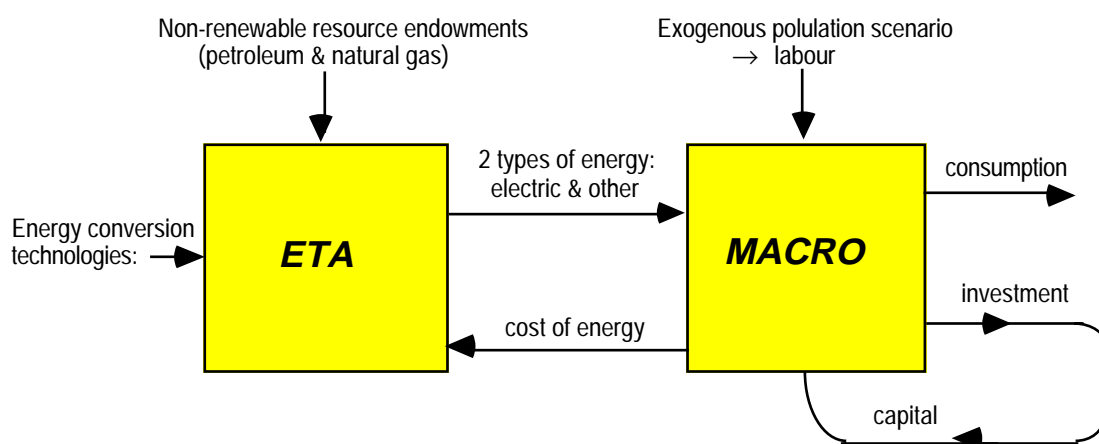 Non-renewable resource endowments
(petroleum & natural gas)
Exogenous polulation scenario
→ labour
2 types of energy:
electric & other
consumption
Energy conversion
technologies:
ETA
MACRO
investment
cost of energy
capital